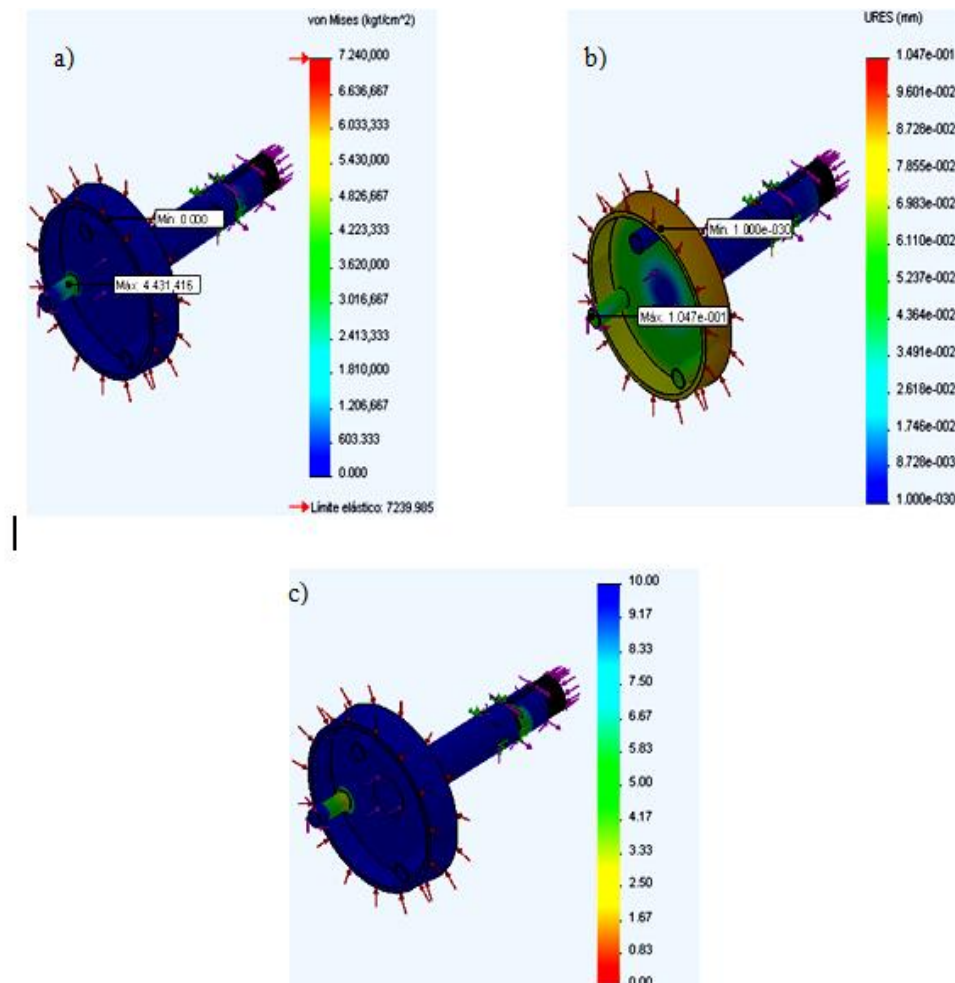 a)
von Mises (kgf/cm^2)
7.240,000
6.636,667
6.033,333
5.430,000
4.826,667
4.223,333
3.620,000
3.016,667
2.413,333
1.810,000
1.206,667
603.333
0.000
Mín: 0.000
Máx: 4.431,416
Límite elástico: 7239.985
b)
URES (mm)
1.047e-001
9.601e-002
8.728e-002
7.855e-002
6.983e-002
6.110e-002
5.237e-002
4.364e-002
3.491e-002
2.618e-002
1.746e-002
8.728e-003
1.000e-030
Mín: 1.000e-030
Máx: 1.047e-001
c)
10.00
9.17
8.33
7.50
6.67
5.83
5.00
4.17
3.33
2.50
1.67
0.83
0.00